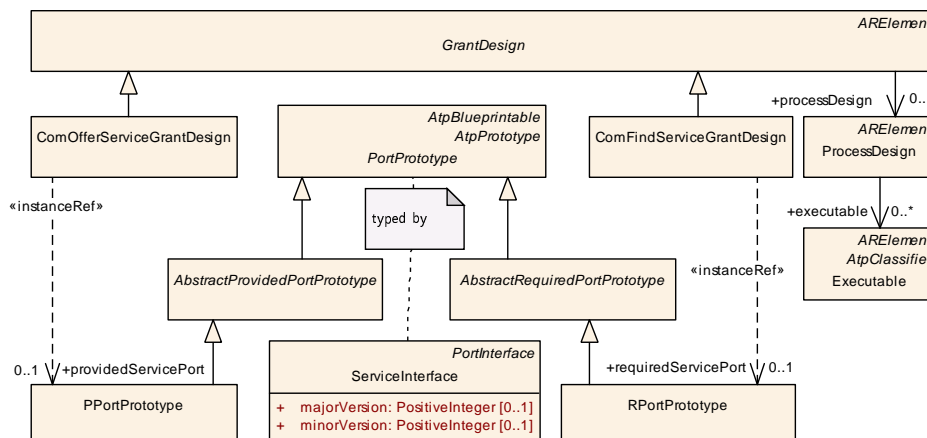 ARElemen
GrantDesign
+processDesign
0..
ComOfferServiceGrantDesign
AtpBlueprintable
AtpPrototype
PortPrototype
ComFindServiceGrantDesign
ARElemen
ProcessDesign
«instanceRef»
typed by
+executable
0..*
«instanceRef»
ARElemen
AtpClassifie
Executable
AbstractProvidedPortPrototype
AbstractRequiredPortPrototype
0..1
+providedServicePort
PortInterface
ServiceInterface
+ majorVersion: PositiveInteger [0..1]
+ minorVersion: PositiveInteger [0..1]
+requiredServicePort
0..1
PPortPrototype
RPortPrototype